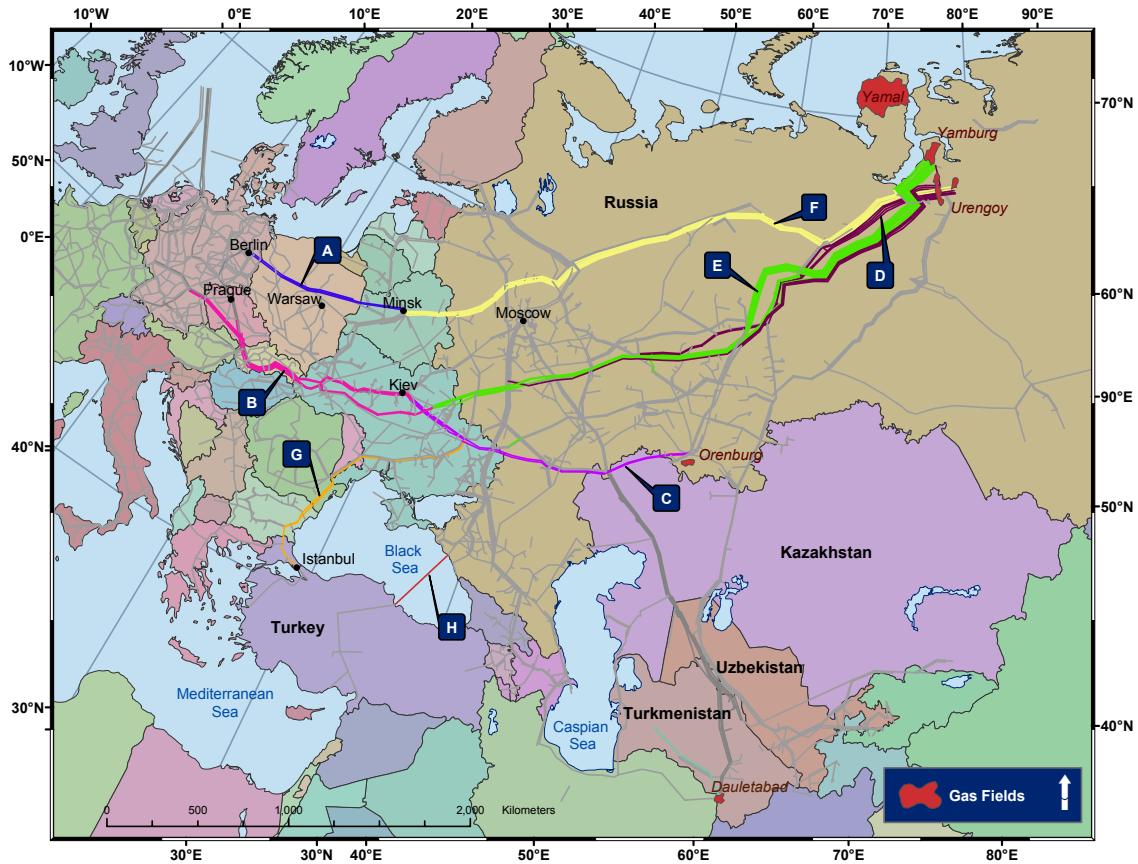 10°W
0°E
10°E
20°E
30°E
40°E
50°E
60°E
70°E
80°E
90°E
10°W
50°N
0°E
40°N
30°N
70°N
60°N
90°E
50°N
40°N
Yamal
Yamburg
Urengoy
Russia
F
A
E
D
Berlin
Prague
Warsaw
Minsk
Moscow
B
Kiev
G
Orenburg
C
Kazakhstan
Istanbul
Black
Sea
H
Turkey
Uzbekistan
Mediterranean
Sea
Caspian
Sea
Turkmenistan
Dauletabad
Gas Fields
0
500
1,000
2,000
Kilometers
30°E
30°N
40°E
50°E
60°E
70°E
80°E